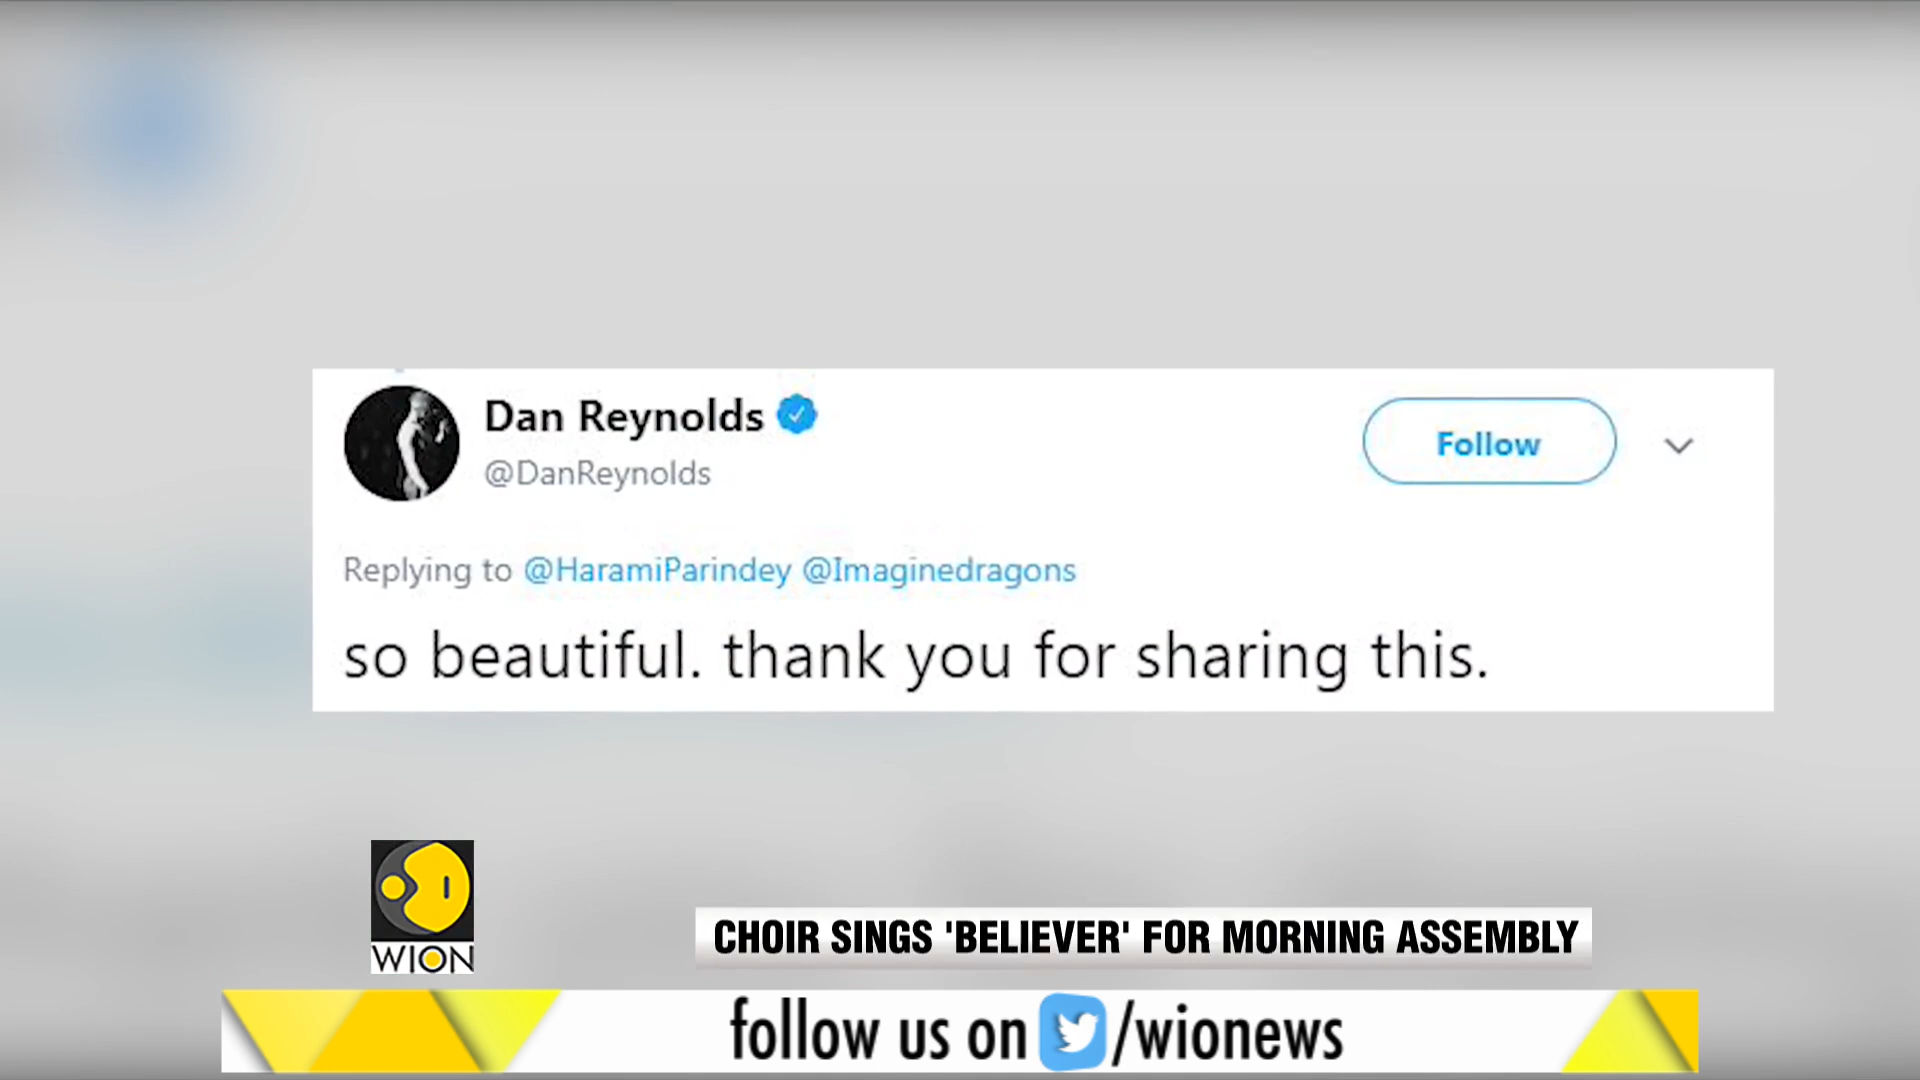 Dan Reynolds
@DanReynolds
Follow
Replying to @HaramiParindey @Imaginedragons
so beautiful. thank you for sharing this.
WION
CHOIR SINGS 'BELIEVER' FOR MORNING ASSEMBLY
follow us on /wionews